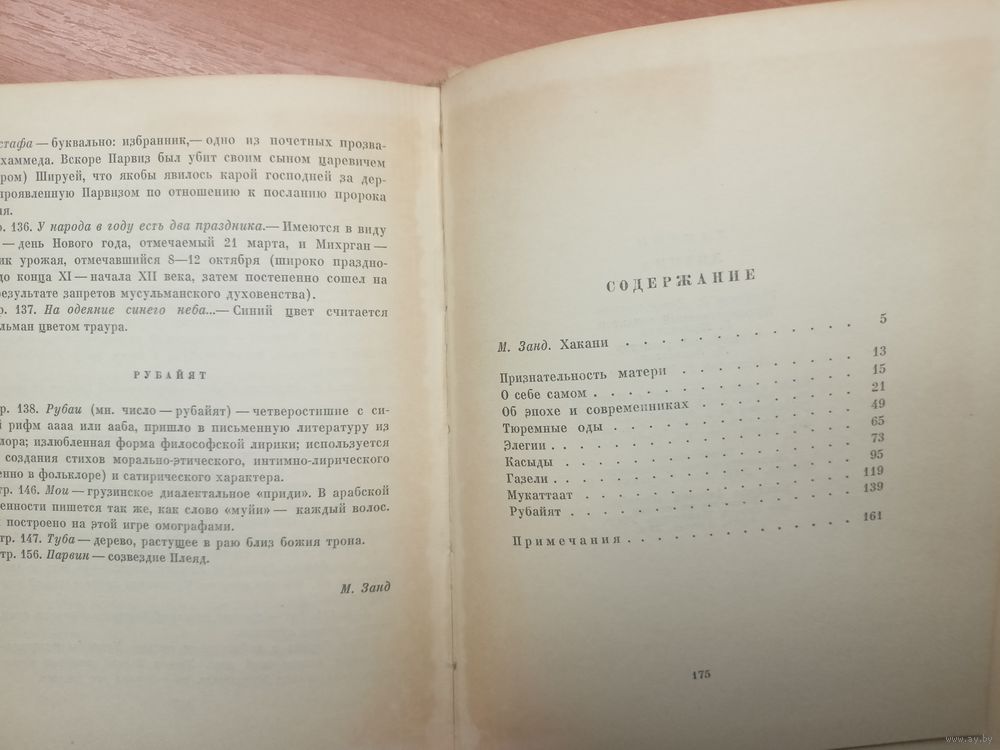 стафа — буквально: избранник,— одно из почетных прозва-
хаммеда. Вскоре Парвиз был убит своим сыном царевичем
ром) Шируей, что якобы явилось карой господней за дер-
проявленную Парвизом по отношению к посланию пророка
ия.
р. 136. У народа в году есть два праздника.— Имеются в виду
— день Нового года, отмечаемый 21 марта, и Михрган —
ик урожая, отмечавшийся 8—12 октября (широко праздно-
до конца XI — начала XII века, затем постепенно сошел на
результате запретов мусульманского духовенства).
р. 137. На одеяние синего неба...— Синий цвет считается
льман цветом траура.
РУБАЙЯТ
тр. 138. Рубаи (мн. число — рубайят) — четверостишие с си-
й рифм аааа или ааба, пришло в письменную литературу из
лора; излюбленная форма философской лирики; используется
создания стихов морально-этического, интимно-лирического
енно в фольклоре) и сатирического характера.
тр. 146. Мои — грузинское диалектальное «приди». В арабской
енности пишется так же, как слово «муйи» — каждый волос.
построено на этой игре омографами.
тр. 147. Туба — дерево, растущее в раю близ божия трона.
тр. 156. Парвин — созвездие Плеяд.
М. Занд
СОДЕРЖАНИЕ
М. Занд. Хакани . . . . . . . . . . . . 5
Признательность матери . . . . . . . . . 13
О себе самом . . . . . . . . . . . . . 15
Об эпохе и современниках . . . . . . . . 21
Тюремные оды . . . . . . . . . . . . 49
Элегии . . . . . . . . . . . . . . . 65
Касыды . . . . . . . . . . . . . . . 73
Газели . . . . . . . . . . . . . . . 95
Мукаттаат . . . . . . . . . . . . . . 119
Рубайят . . . . . . . . . . . . . . . 139
Примечания . . . . . . . . . . . . . 161
175
www.ay.by